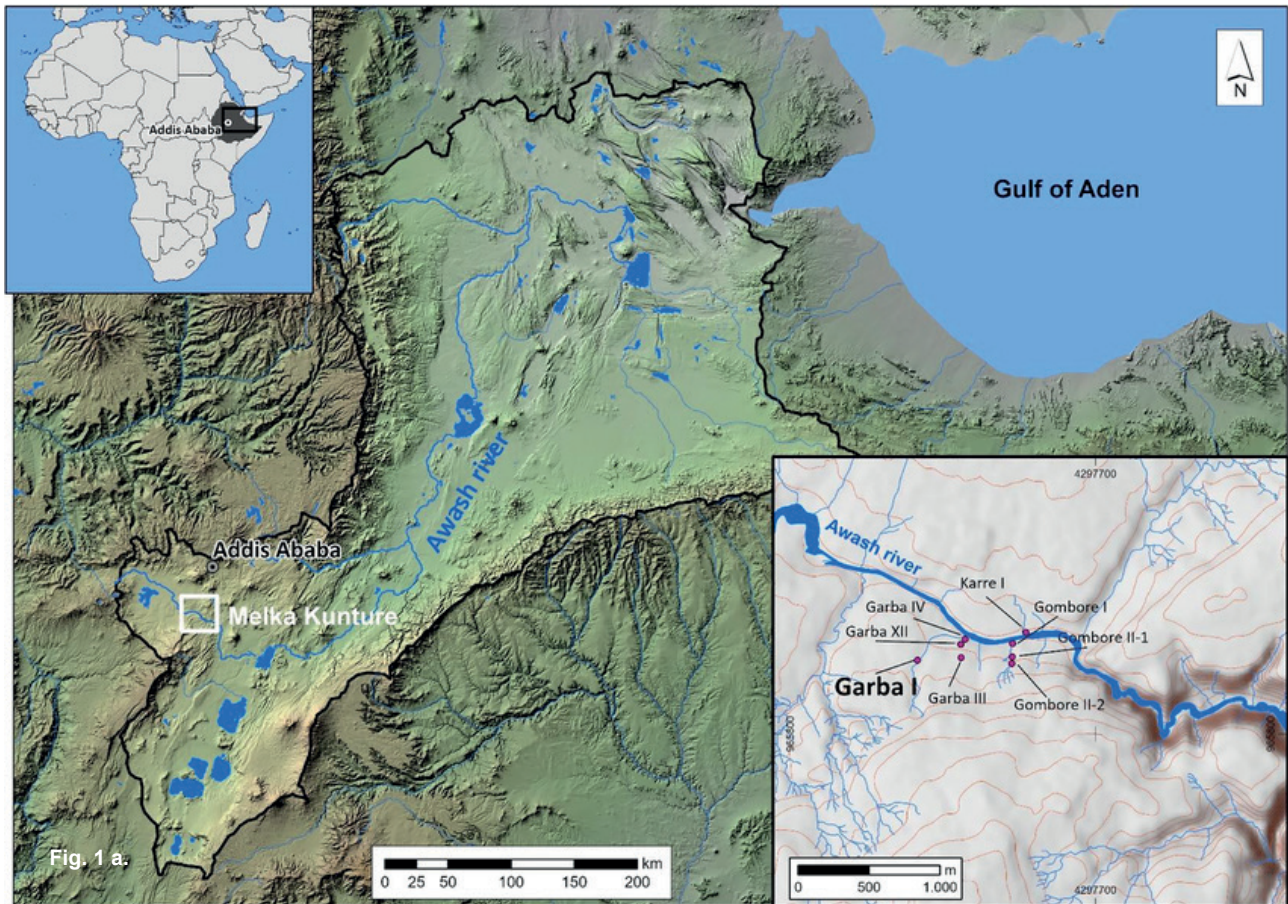 Addis Ababa
N
Gulf of Aden
Awash river
Addis Ababa
Melka Kunture
Fig. 1 a.
km
0 25 50 100 150 200
4297700
Awash river
Karre I
Garba IV
Gombore I
Garba XII
Gombore II-1
Garba I
Garba III
Gombore II-2
965500
965500
m
0 500 1.000
4297700